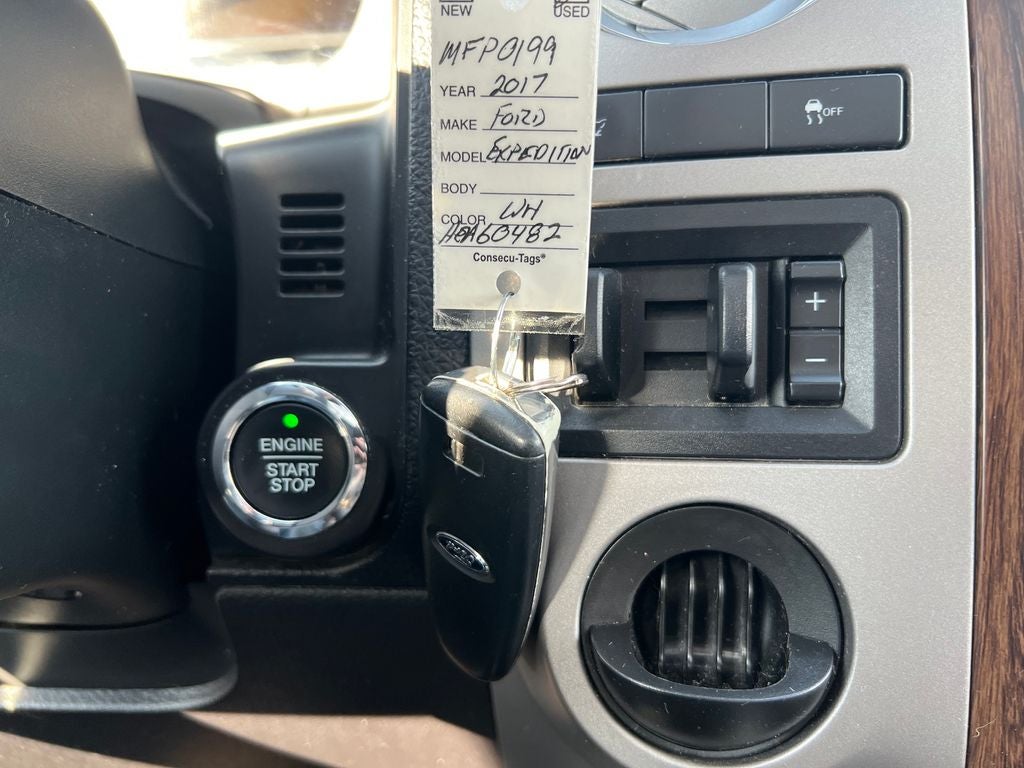 NEW USED
MFP0199
YEAR 2017
MAKE FORD
MODEL EXPEDITION
BODY
COLOR WH
HEA60482
Consecu-Tags®
OFF
+
−
ENGINE
START
STOP
Ford